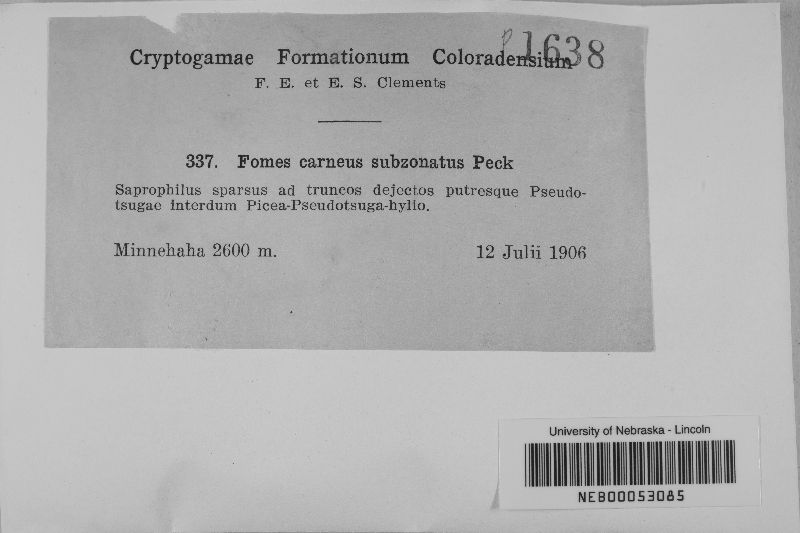 Cryptogamae Formationum Coloradensium
1638
F. E. et E. S. Clements
337. Fomes carneus subzonatus Peck
Saprophilus sparsus ad truncos dejectos putresque Pseudo-
tsugae interdum Picea-Pseudotsuga-hylio.
Minnehaha 2600 m. 12 Julii 1906
University of Nebraska - Lincoln
NEB00053085